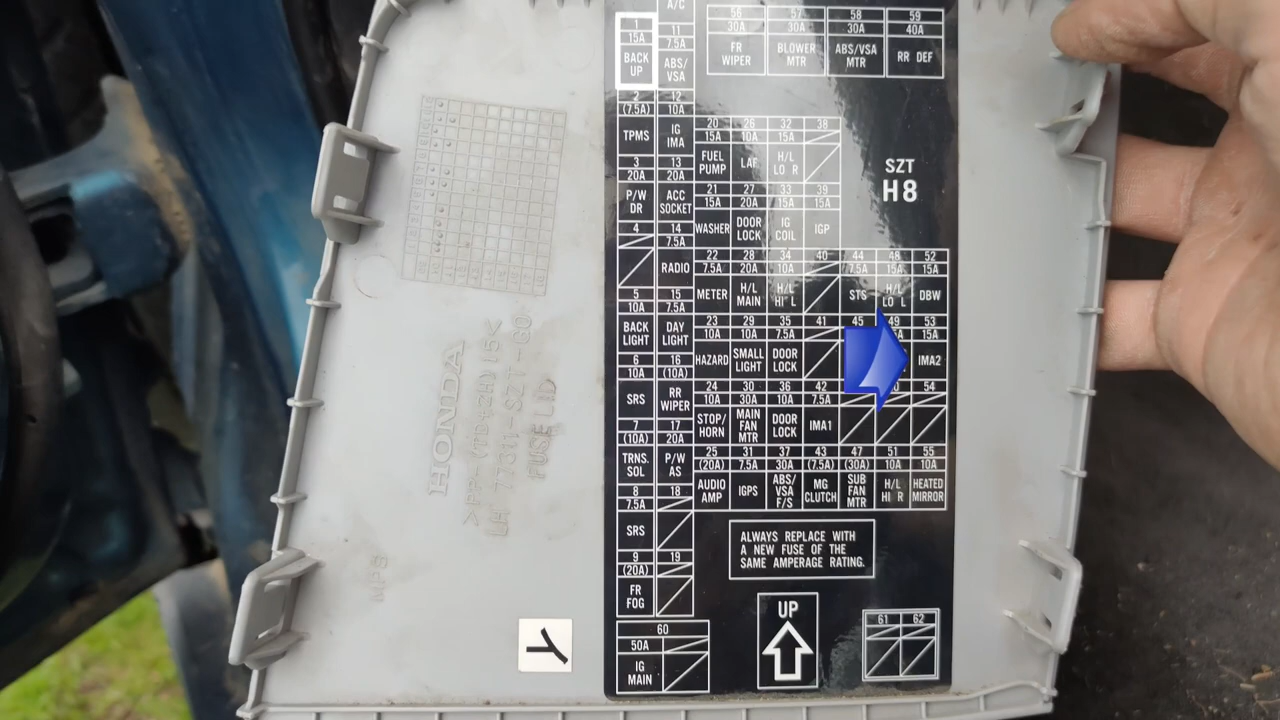 A/C
1
15A
BACK
UP
11
7.5A
ABS/
VSA
2
(7.5A)
TPMS
12
10A
IG
IMA
3
20A
P/W
DR
13
20A
ACC
SOCKET
4
14
7.5A
RADIO
5
10A
BACK
LIGHT
15
7.5A
DAY
LIGHT
6
10A
SRS
16
(10A)
RR
WIPER
7
(10A)
TRNS.
SOL
17
20A
P/W
AS
8
7.5A
SRS
18
9
(20A)
FR
FOG
19
60
50A
IG
MAIN
56 57 58 59
30A 30A 30A 40A
FR WIPER
BLOWER MTR
ABS/VSA MTR
RR DEF
20 26 32 38
15A 10A 15A
FUEL PUMP
LAF
H/L LO R
21 27 33 39
15A 20A 15A 15A
WASHER
DOOR LOCK
IG COIL
IGP
22 28 34 40 44 48 52
7.5A 20A 10A 7.5A 15A 15A
METER
H/L MAIN
H/L HI L
STS
H/L LO L
DBW
23 29 35 41 45 49 53
10A 10A 7.5A 15A
HAZARD
SMALL LIGHT
DOOR LOCK
IMA2
24 30 36 42 54
10A 30A 10A 7.5A
STOP/ HORN
MAIN FAN MTR
DOOR LOCK
IMA1
25 31 37 43 47 51 55
(20A) 7.5A 30A (7.5A) (30A) 10A 10A
AUDIO AMP
IGPS
ABS/ VSA F/S
MG CLUTCH
SUB FAN MTR
H/L HI R
HEATED MIRROR
SZT
H8
ALWAYS REPLACE WITH
A NEW FUSE OF THE
SAME AMPERAGE RATING.
UP
61 62
Y
HONDA
FUSE LID